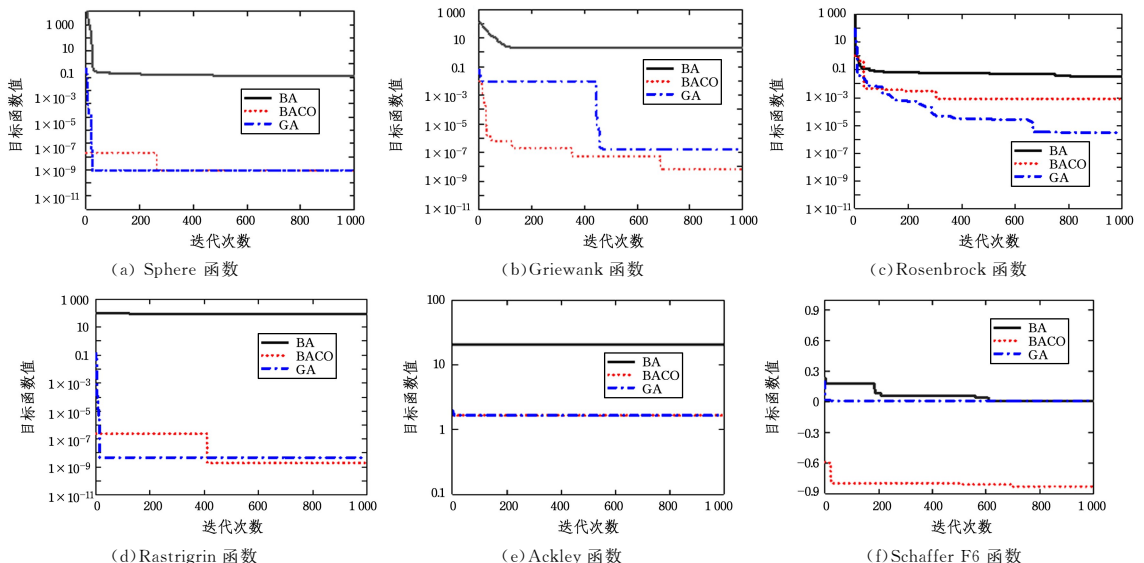 1 000
10
0.1
1×10⁻³
1×10⁻⁵
1×10⁻⁷
1×10⁻⁹
1×10⁻¹¹
目标函数值
BA
BACO
GA
0 200 400 600 800 1 000
迭代次数
(a) Sphere 函数
1 000
10
0.1
1×10⁻³
1×10⁻⁵
1×10⁻⁷
1×10⁻⁹
1×10⁻¹¹
目标函数值
BA
BACO
GA
0 200 400 600 800 1 000
迭代次数
(b)Griewank 函数
1 000
10
0.1
1×10⁻³
1×10⁻⁵
1×10⁻⁷
1×10⁻⁹
1×10⁻¹¹
目标函数值
BA
BACO
GA
0 200 400 600 800 1 000
迭代次数
(c)Rosenbrock 函数
1 000
10
0.1
1×10⁻³
1×10⁻⁵
1×10⁻⁷
1×10⁻⁹
1×10⁻¹¹
目标函数值
BA
BACO
GA
0 200 400 600 800 1 000
迭代次数
(d)Rastrigrin 函数
100
10
1
0.1
目标函数值
BA
BACO
GA
0 200 400 600 800 1 000
迭代次数
(e)Ackley 函数
0.9
0.6
0.3
0
−0.3
−0.6
−0.9
目标函数值
BA
BACO
GA
0 200 400 600 800 1 000
迭代次数
(f)Schaffer F6 函数